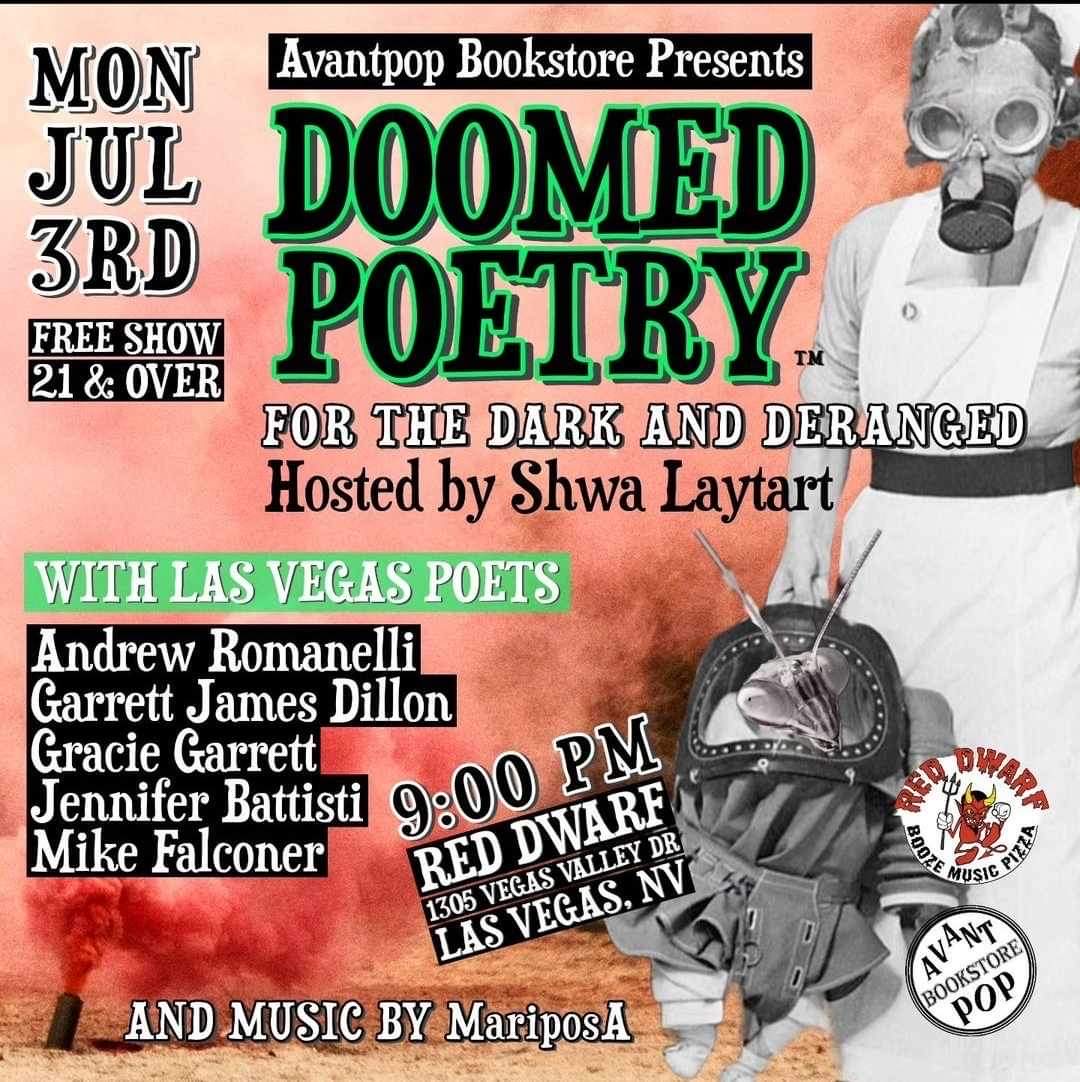 MON
JUL
3RD
FREE SHOW
21 & OVER
Avantpop Bookstore Presents
DOOMED
POETRY TM
FOR THE DARK AND DERANGED
Hosted by Shwa Laytart
WITH LAS VEGAS POETS
Andrew Romanelli
Garrett James Dillon
Gracie Garrett
Jennifer Battisti
Mike Falconer
9:00 PM
RED DWARF
1305 VEGAS VALLEY DR
LAS VEGAS, NV
RED DWARF
BOOZE MUSIC PIZZA
AVANT
BOOKSTORE
POP
AND MUSIC BY MariposA